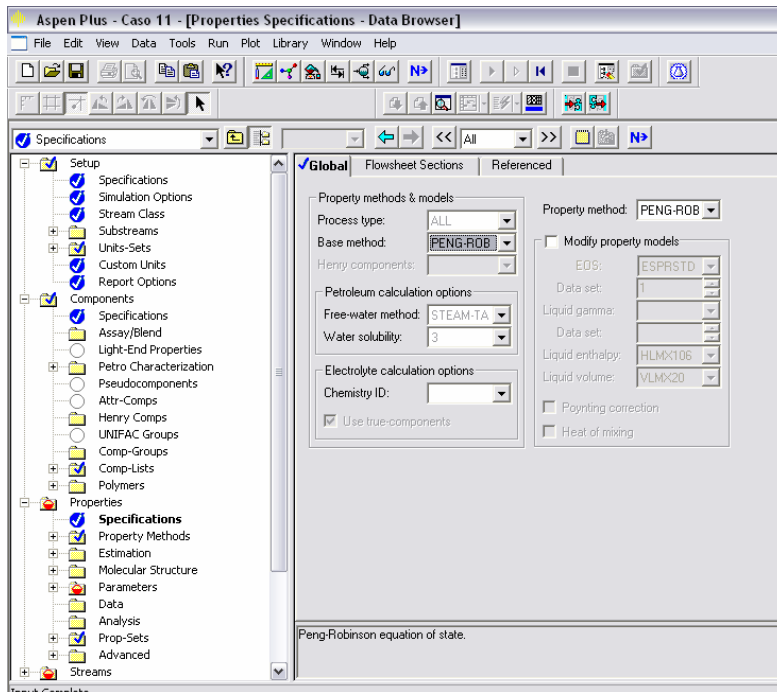 Aspen Plus - Caso 11 - [Properties Specifications - Data Browser]
File Edit View Data Tools Run Plot Library Window Help
N
Specifications
<< All >> N
Setup
Specifications
Simulation Options
Stream Class
Substreams
Units-Sets
Custom Units
Report Options
Components
Specifications
Assay/Blend
Light-End Properties
Petro Characterization
Pseudocomponents
Attr-Comps
Henry Comps
UNIFAC Groups
Comp-Groups
Comp-Lists
Polymers
Properties
Specifications
Property Methods
Estimation
Molecular Structure
Parameters
Data
Analysis
Prop-Sets
Advanced
Streams
Global Flowsheet Sections Referenced
Property methods & models
Process type: ALL
Base method: PENG-ROB
Henry components:
Petroleum calculation options
Free-water method: STEAM-TA
Water solubility: 3
Electrolyte calculation options
Chemistry ID:
Use true-components
Property method: PENG-ROB
Modify property models
EOS: ESPRSTD
Data set: 1
Liquid gamma:
Data set:
Liquid enthalpy: HLMX106
Liquid volume: VLMX20
Poynting correction
Heat of mixing
Peng-Robinson equation of state.
Input Complete